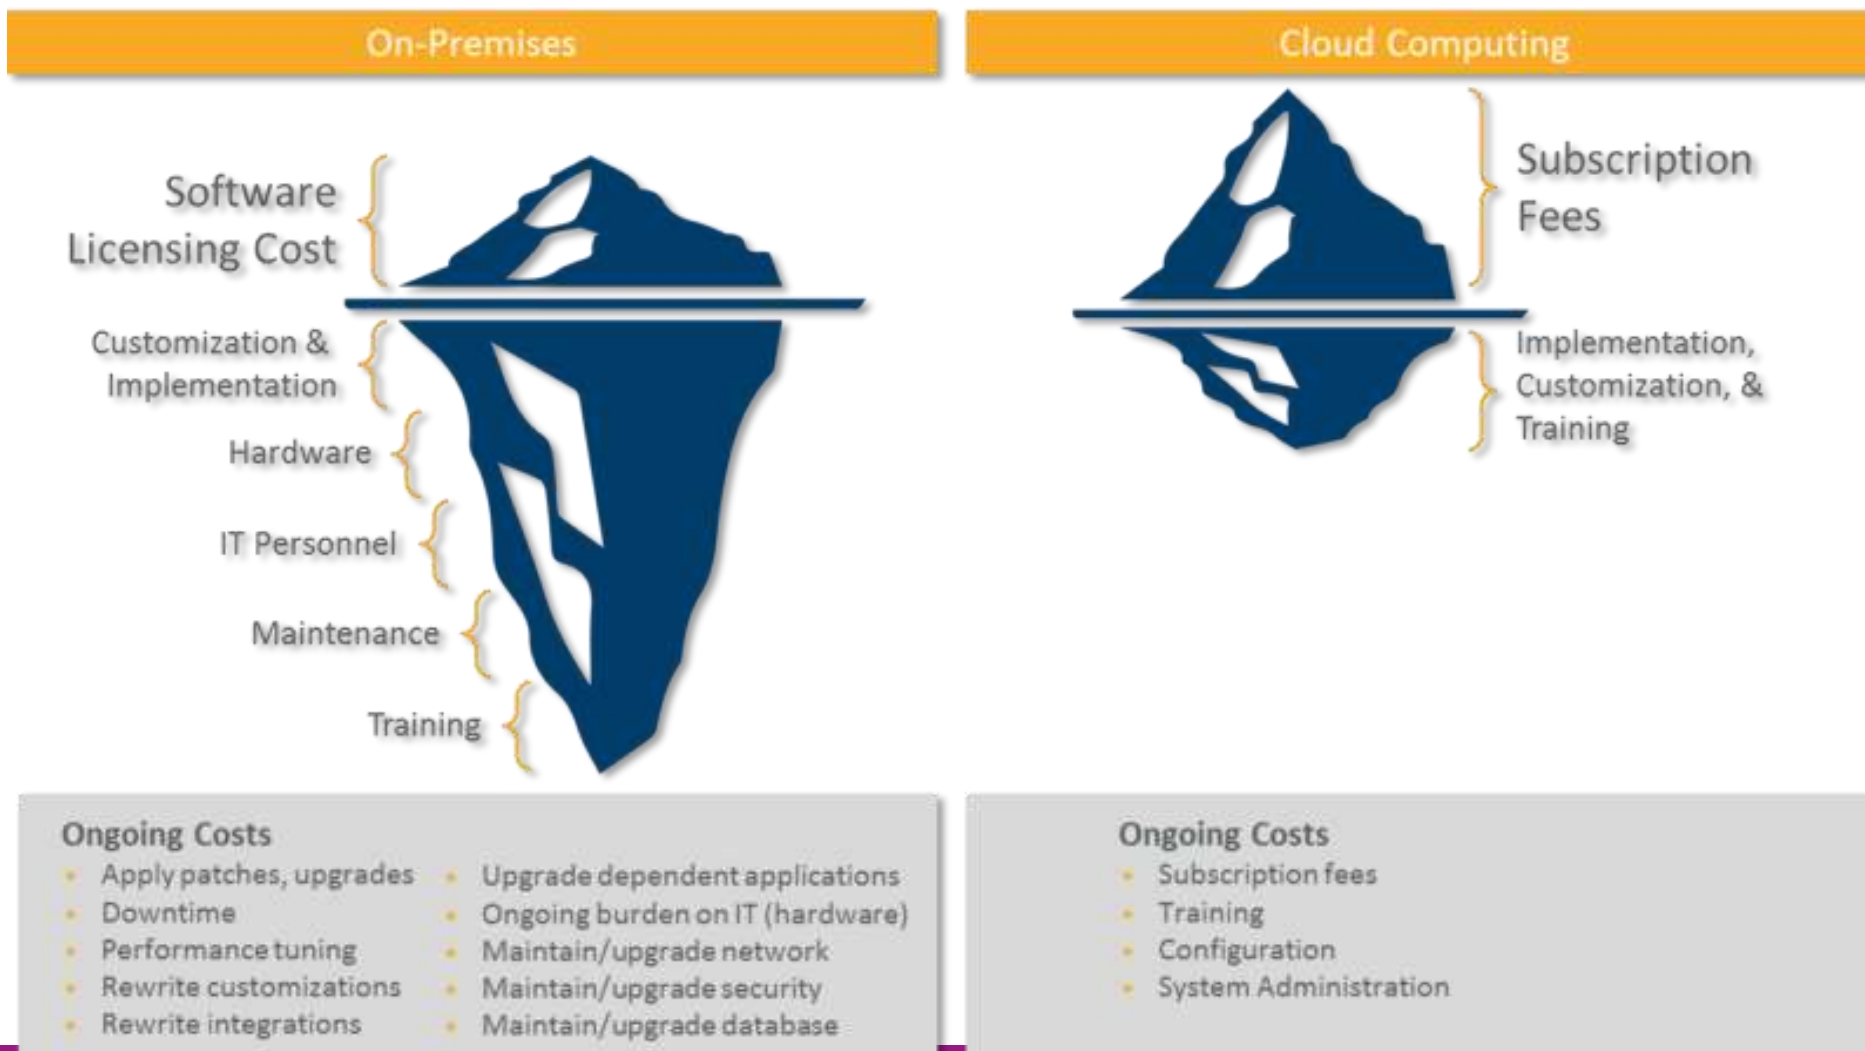 On-Premises
Software
Licensing Cost
Customization &
Implementation
Hardware
IT Personnel
Maintenance
Training
Ongoing Costs
Apply patches, upgrades
Downtime
Performance tuning
Rewrite customizations
Rewrite integrations
Upgrade dependent applications
Ongoing burden on IT (hardware)
Maintain/upgrade network
Maintain/upgrade security
Maintain/upgrade database
Cloud Computing
Subscription
Fees
Implementation,
Customization, &
Training
Ongoing Costs
Subscription fees
Training
Configuration
System Administration